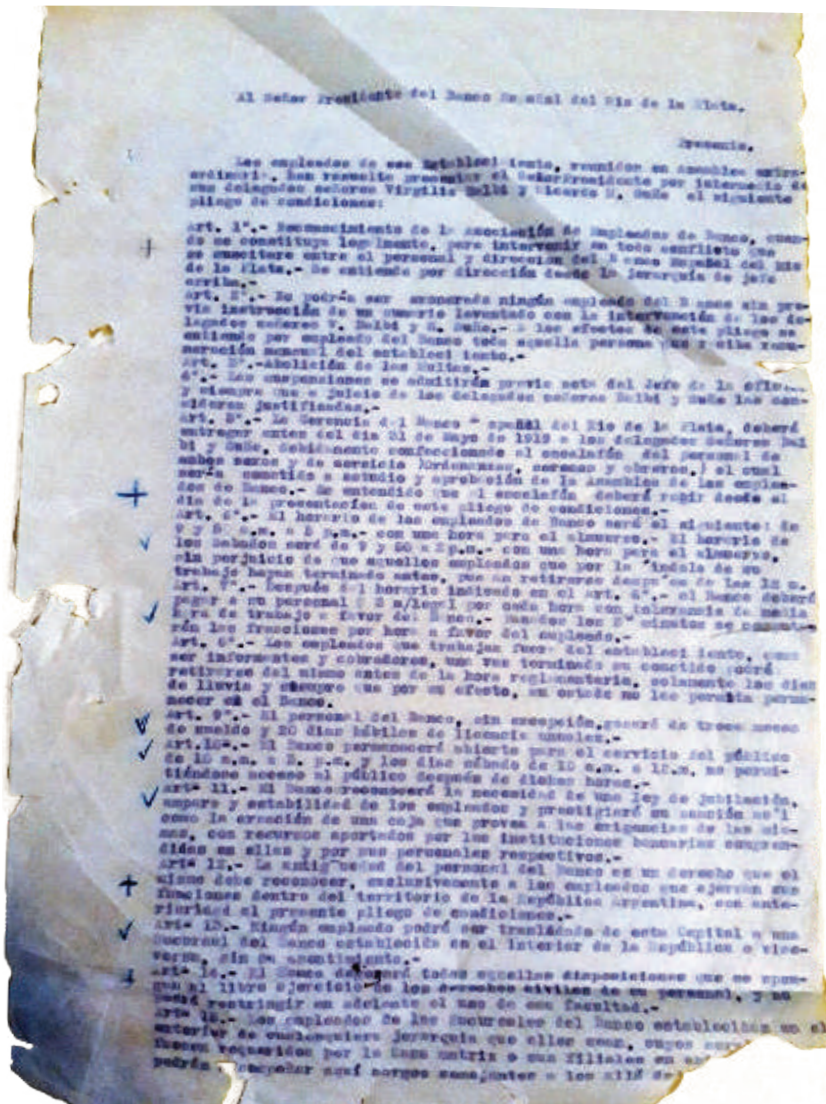 Al Señor Presidente del Banco Español del Rio de la Plata.
Presente.
Los empleados de ese Establecimiento, reunidos en asamblea extra-
ordinaria, han resuelto presentar al Señor Presidente por intermedio de
sus delegados señores Virgilio Balbi y Ricardo M. Suñe el siguiente
pliego de condiciones:
Art. 1°.- Reconocimiento de la Asociación de Empleados de Banco, cuan-
do se constituya legalmente, para intervenir en todo conflicto que
se suscitare entre el personal y dirección del Banco Español del Rio
de la Plata.- Se entiende por dirección desde la jerarquía de jefe
arriba.-
Art. 2°.- No podrán ser exonerado ningún empleado del Banco sin pre-
via instrucción de un sumario levantado con la intervención de los de-
legados señores V. Balbi y R. Suñe.- A los efectos de este pliego se
entiende por empleado del Banco toda aquella persona que reciba remu-
neración mensual del establecimiento.-
Art. 3°.- Abolición de las Multas.-
4°.- Las suspensiones se admitirán previa nota del Jefe de la
y siempre que a juicio de los delegados señores Balbi y Suñe las con-
sideren justificadas.-
Art. 5°.- La Gerencia del Banco Español del Rio de la Plata, deberá
entregar antes del dia 31 de Mayo de 1919 a los delegados Señores Bal
bi y Suñe, debidamente confeccionado el escalafón del personal de
ambos sexos y de servicio (Ordenanzas, serenos y obreros,) el cual
será sometido a estudio y aprobación de la Asamblea de los emplea-
dos de Banco.- Es entendido que el escalafón deberá regir desde el
dia de la presentación de este pliego de condiciones.-
Art. 6°.- El horario de los empleados de Banco será el siguiente: de
p.m.- con una hora para el almuerzo.- El horario de
los Sabados será de 9 y a 2 p.m.- con una hora para el almuerzo,
sin perjuicio de que aquellos empleados que por la índole de su
trabajo hayan terminado antes, puedan retirarse después de las 12 m.
Art. 7°.- Después del horario indicado en el Art. 6°.- el Banco deberá
pagar a su personal $ 2 m/legal por cada hora con tolerancia de media
hora de trabajo a favor del Banco.- Pasados los minutos se computa-
rán las fracciones por hora a favor del empleado.-
Art. 8°.- Los empleados que trabajan fuera del establecimiento, como
ser informantes y cobradores, una vez terminado su cometido podrá
retirarse del mismo antes de la hora reglamentaria, solamente los dias
de lluvia y siempre que por su efecto, su estado no les permita perma-
necer en el Banco.
Art. 9°.- El personal del Banco, sin excepción, gozará de trece meses
de sueldo y 20 dias hábiles de licencia anuales.-
Art. 10°.- El Banco permanecerá abierto para el servicio del público
de 10 a.m. a 3. p.m. y los dias sábado de 10 a.m. a 12.m. no permi-
tiéndose acceso al público después de dichas horas.-
Art- 11.- El Banco reconocerá la necesidad de una ley de jubilación,
amparo y estabilidad de los empleados y prestigiará su sanción así
como la creación de una caja que provea a las exigencias de las mis-
mas, con recursos aportados por las instituciones bancarias compren-
didas en ellas y por sus personales respectivos.-
Art- 12.- La antigüedad del personal del Banco es un derecho que el
mismo debe reconocer, exclusivamente a los empleados que ejerzan sus
funciones dentro del territorio de la República Argentina, con ante-
rioridad al presente pliego de condiciones.-
Art- 13.- Ningún empleado podrá ser trasladado de esta Capital a una
Sucursal del Banco establecida en el interior de la República o vice-
versa, sin su consentimiento.-
Art- 14.- El Banco derogará todas aquellas disposiciones que se opon-
gan al libre ejercicio de los derechos civiles de su personal, y no
podrá restringir en adelante el uso de esa facultad.-
Art- 15.- Los empleados de las Sucursales del Banco establecidas en el
exterior de cualesquiera jerarquía que ellos sean, cuyos
fuesen requeridos por la Casa matriz o sus filiales en
podrán desempeñar aquí cargos semejantes a los allá